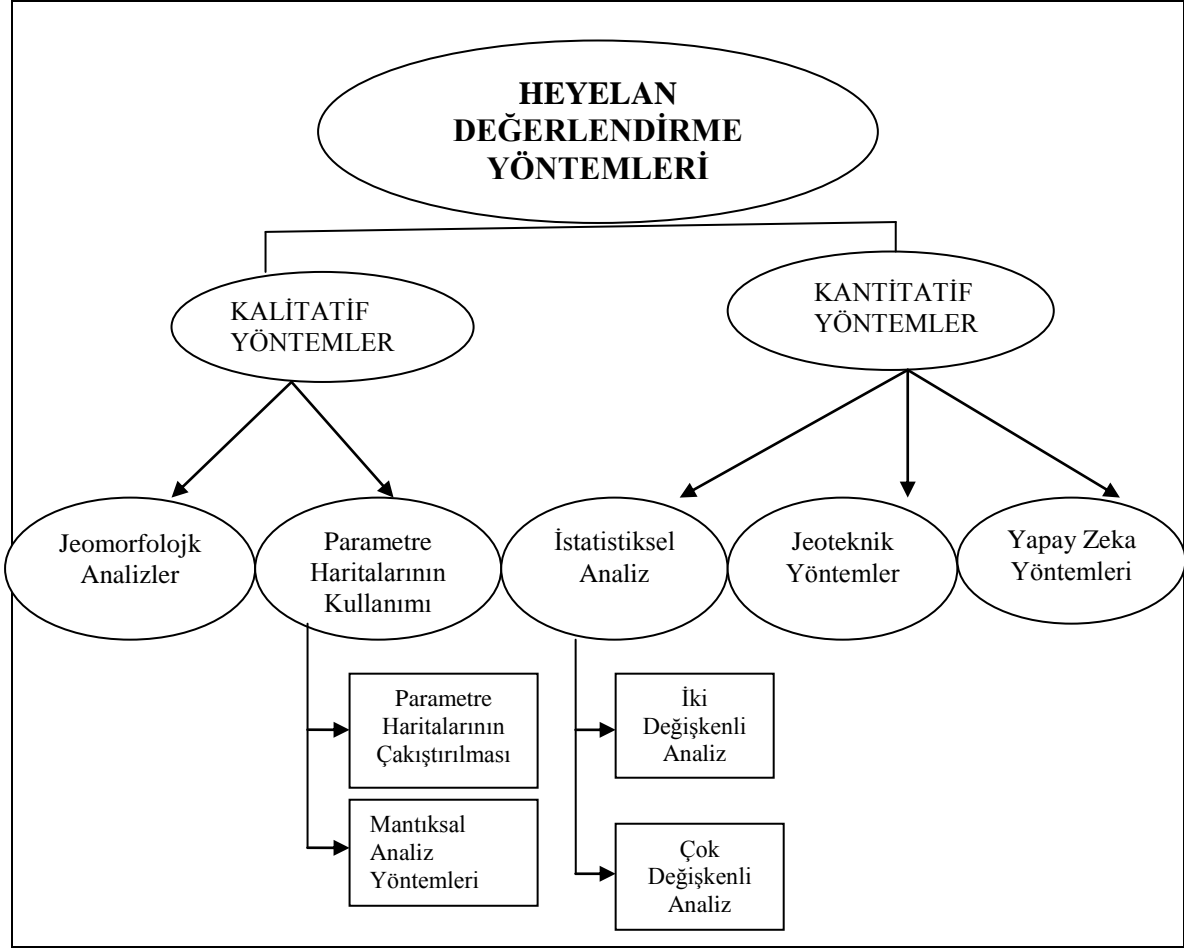 HEYELAN
DEĞERLENDİRME
YÖNTEMLERİ
KALİTATİF
YÖNTEMLER
KANTİTATİF
YÖNTEMLER
Jeomorfolojk
Analizler
Parametre
Haritalarının
Kullanımı
İstatistiksel
Analiz
Jeoteknik
Yöntemler
Yapay Zeka
Yöntemleri
Parametre
Haritalarının
Çakıştırılması
Mantıksal
Analiz
Yöntemleri
İki
Değişkenli
Analiz
Çok
Değişkenli
Analiz